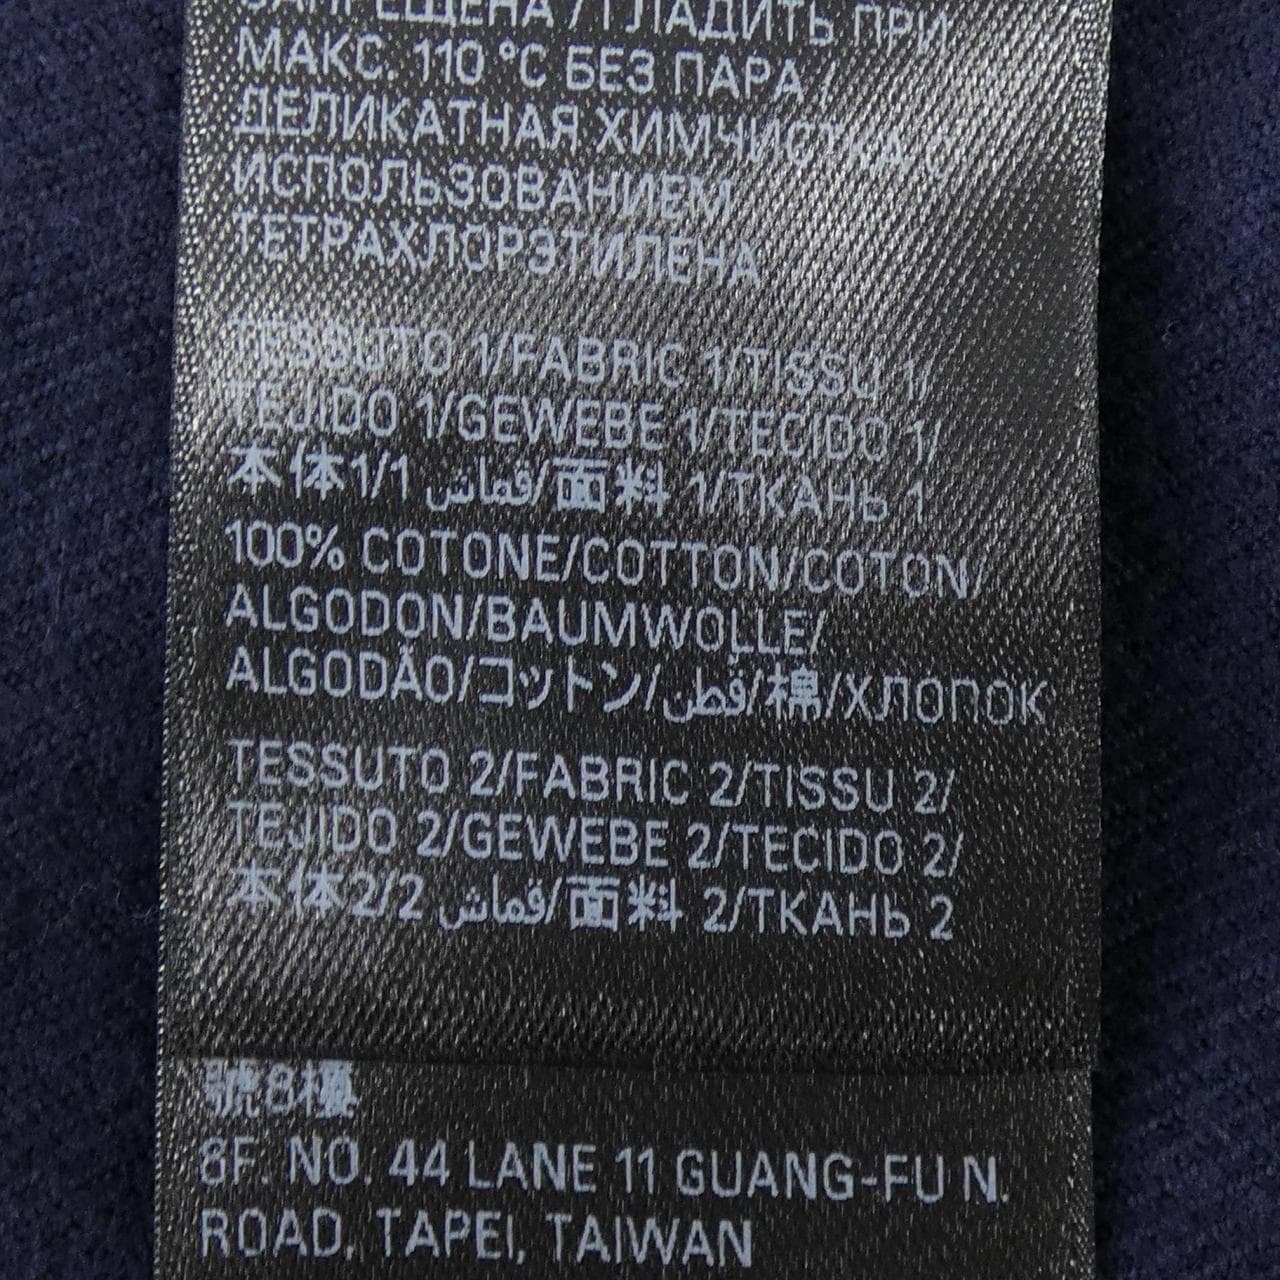 ЗАПРЕЩЕНА / ГЛАДИТЬ ПРИ
МАКС. 110 °C БЕЗ ПАРА /
ДЕЛИКАТНАЯ ХИМЧИСТКА С
ИСПОЛЬЗОВАНИЕМ
ТЕТРАХЛОРЭТИЛЕНА
TESSUTO 1/FABRIC 1/TISSU 1/
TEJIDO 1/GEWEBE 1/TECIDO 1/
本体1/1 قماش/面料 1/ТКАНЬ 1
100% COTONE/COTTON/COTON/
ALGODON/BAUMWOLLE/
ALGODÃO/コットン/قطن/棉/ХЛОПОК
TESSUTO 2/FABRIC 2/TISSU 2/
TEJIDO 2/GEWEBE 2/TECIDO 2/
本体2/2 قماش/面料 2/ТКАНЬ 2
號8樓
8F. NO. 44 LANE 11 GUANG-FU N.
ROAD, TAPEI, TAIWAN